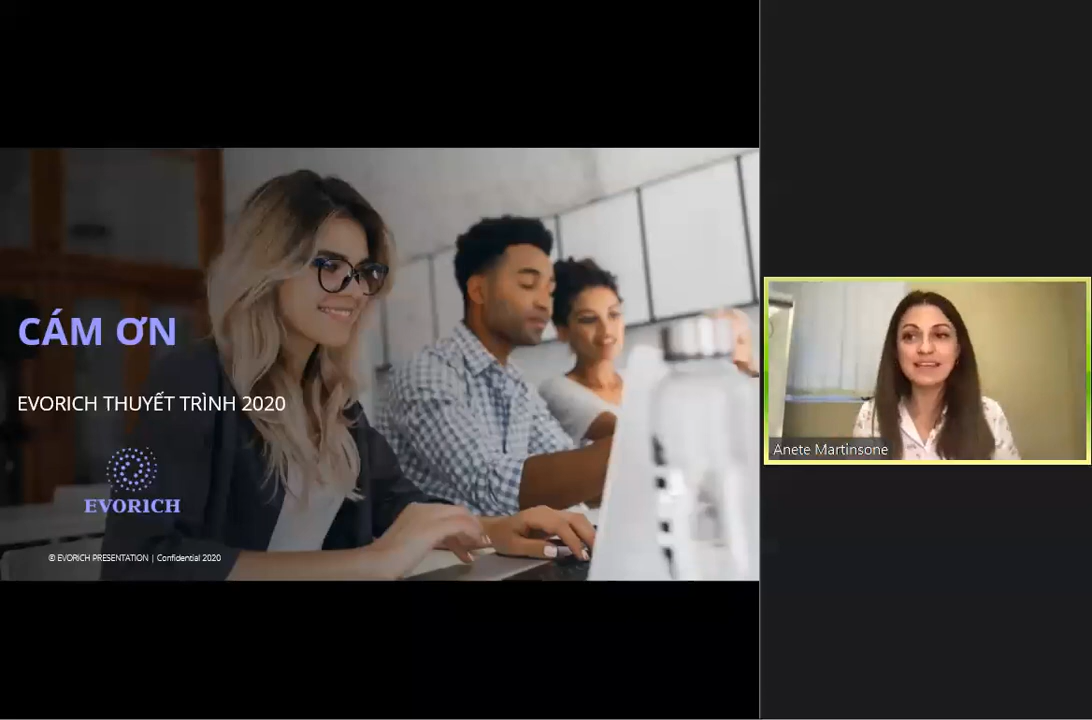 CÁM ƠN
EVORICH THUYẾT TRÌNH 2020
EVORICH
© EVORICH PRESENTATION | Confidential 2020
Anete Martinsone